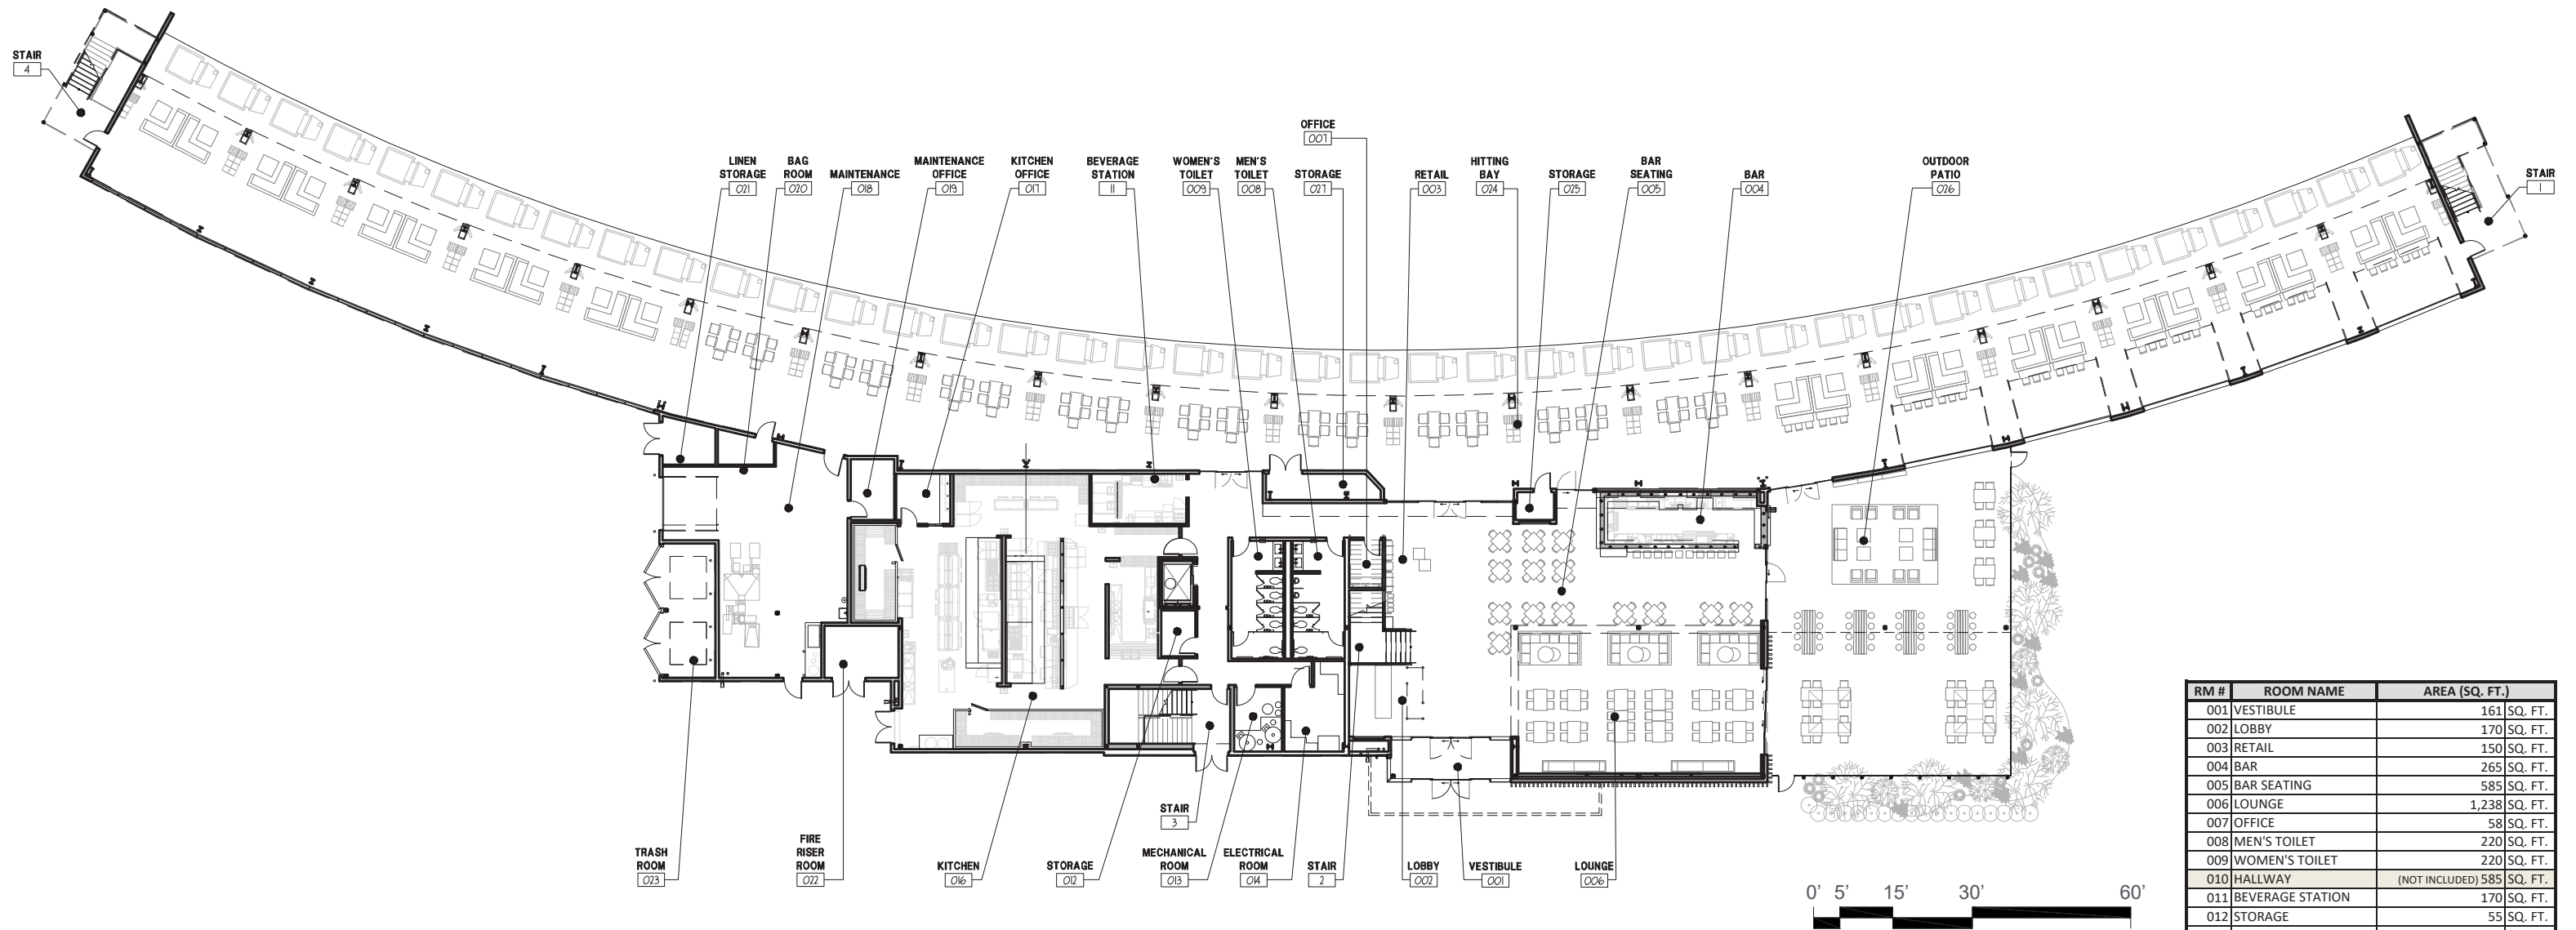 STAIR
4
OFFICE
007
LINEN
STORAGE
021
BAG
ROOM
020
MAINTENANCE
018
MAINTENANCE
OFFICE
019
KITCHEN
OFFICE
017
BEVERAGE
STATION
11
WOMEN'S
TOILET
009
MEN'S
TOILET
008
STORAGE
027
RETAIL
003
HITTING
BAY
024
STORAGE
025
BAR
SEATING
005
BAR
004
OUTDOOR
PATIO
026
STAIR
1
STAIR
3
TRASH
ROOM
023
FIRE
RISER
ROOM
022
KITCHEN
016
STORAGE
012
MECHANICAL
ROOM
013
ELECTRICAL
ROOM
014
STAIR
2
LOBBY
002
VESTIBULE
001
LOUNGE
006
0' 5' 15' 30' 60'
RM # ROOM NAME AREA (SQ. FT.)
001 VESTIBULE 161 SQ. FT.
002 LOBBY 170 SQ. FT.
003 RETAIL 150 SQ. FT.
004 BAR 265 SQ. FT.
005 BAR SEATING 585 SQ. FT.
006 LOUNGE 1,238 SQ. FT.
007 OFFICE 58 SQ. FT.
008 MEN'S TOILET 220 SQ. FT.
009 WOMEN'S TOILET 220 SQ. FT.
010 HALLWAY (NOT INCLUDED) 585 SQ. FT.
011 BEVERAGE STATION 170 SQ. FT.
012 STORAGE 55 SQ. FT.